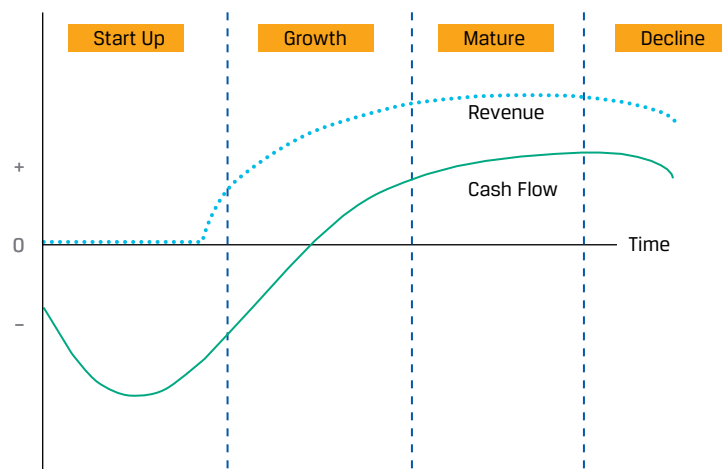 Start Up
Growth
Mature
Decline
Revenue
+
Cash Flow
0
Time
–